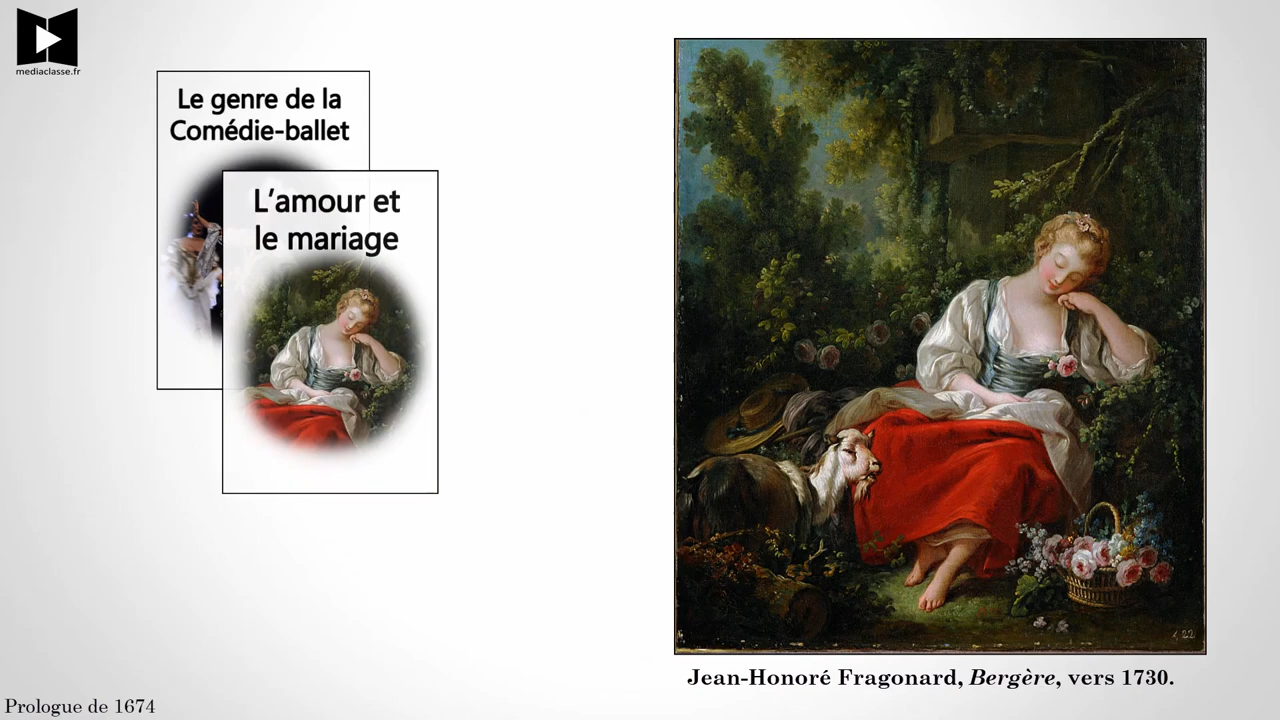 mediaclasse.fr
Le genre de la
Comédie-ballet
L'amour et
le mariage
Jean-Honoré Fragonard, Bergère, vers 1730.
Prologue de 1674